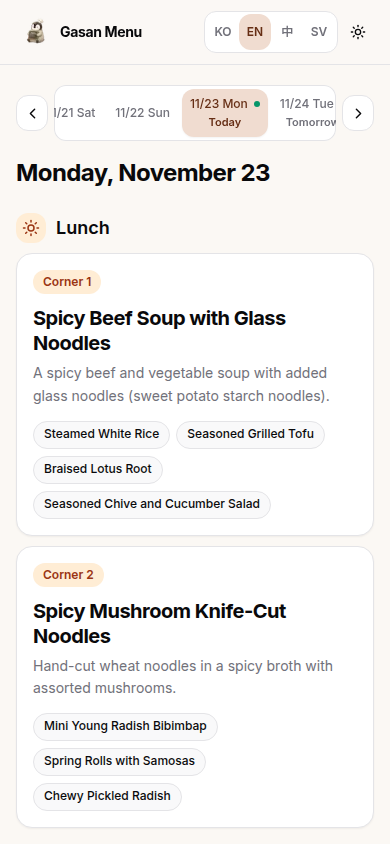 Gasan Menu
KO EN 中 SV
11/22 Sun
11/23 Mon
Today
11/24 Tue
Monday, November 23
Lunch
Corner 1
Spicy Beef Soup with Glass
Noodles
A spicy beef and vegetable soup with added
glass noodles (sweet potato starch noodles).
Steamed White Rice Seasoned Grilled Tofu
Braised Lotus Root
Seasoned Chive and Cucumber Salad
Corner 2
Spicy Mushroom Knife-Cut
Noodles
Hand-cut wheat noodles in a spicy broth with
assorted mushrooms.
Mini Young Radish Bibimbap
Spring Rolls with Samosas
Chewy Pickled Radish